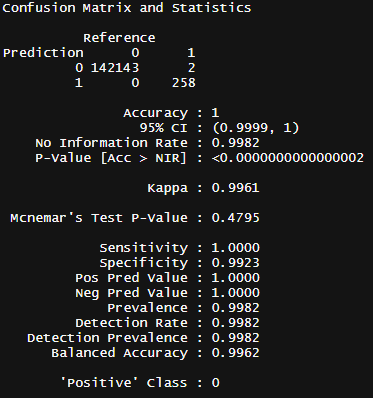 Confusion Matrix and Statistics
Reference
Prediction 0 1
0 142143 2
1 0 258
Accuracy : 1
95% CI : (0.9999, 1)
No Information Rate : 0.9982
P-Value [Acc > NIR] : <0.0000000000000002
Kappa : 0.9961
Mcnemar's Test P-Value : 0.4795
Sensitivity : 1.0000
Specificity : 0.9923
Pos Pred Value : 1.0000
Neg Pred Value : 1.0000
Prevalence : 0.9982
Detection Rate : 0.9982
Detection Prevalence : 0.9982
Balanced Accuracy : 0.9962
'Positive' Class : 0